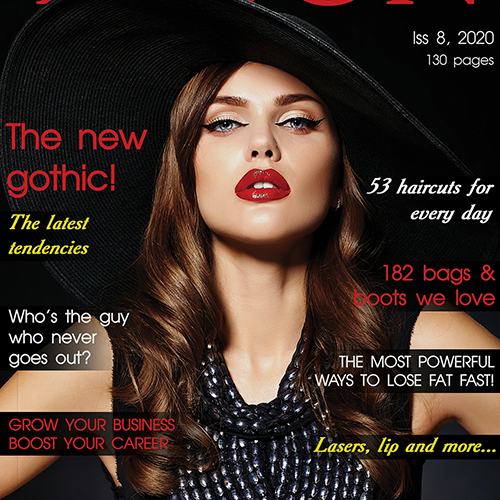 Iss 8, 2020
130 pages
The new
gothic!
The latest
tendencies
53 haircuts for
every day
182 bags &
boots we love
Who's the guy
who never
goes out?
THE MOST POWERFUL
WAYS TO LOSE FAT FAST!
GROW YOUR BUSINESS
BOOST YOUR CAREER
Lasers, lip and more...